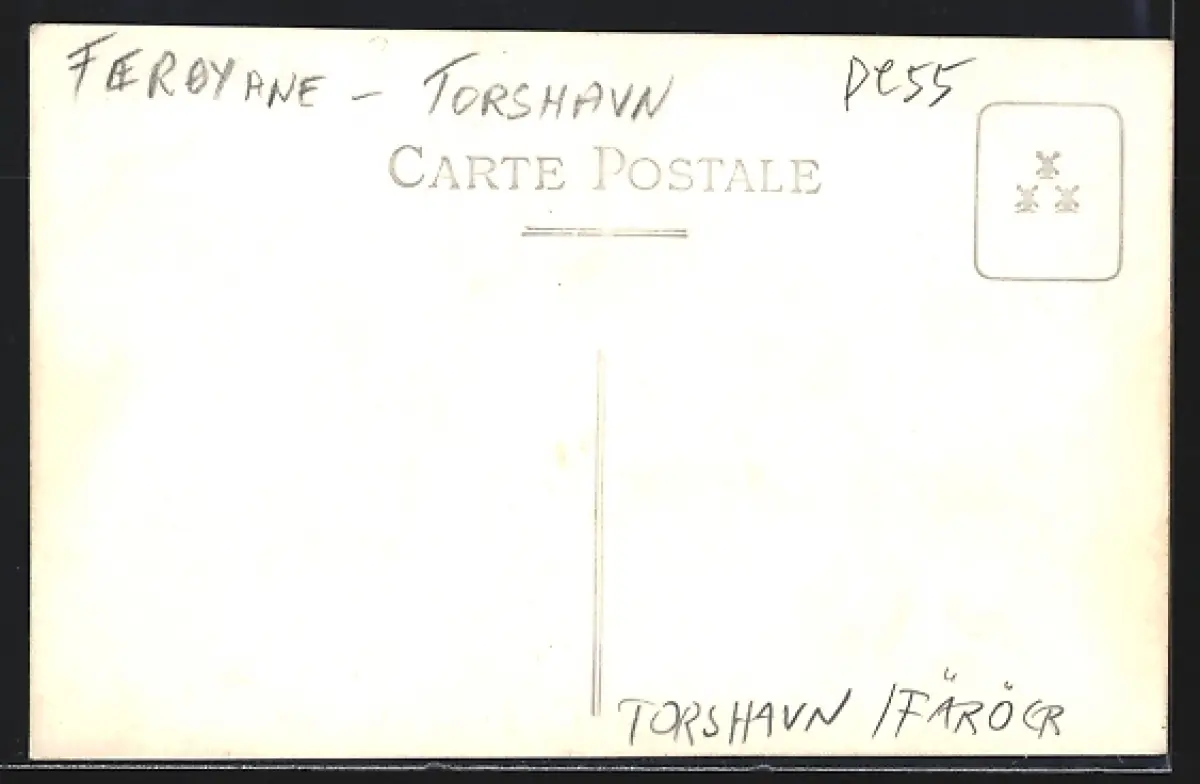 FÆRØYANE - TORSHAVN
PC55
CARTE POSTALE
TORSHAVN /FÄRÖER